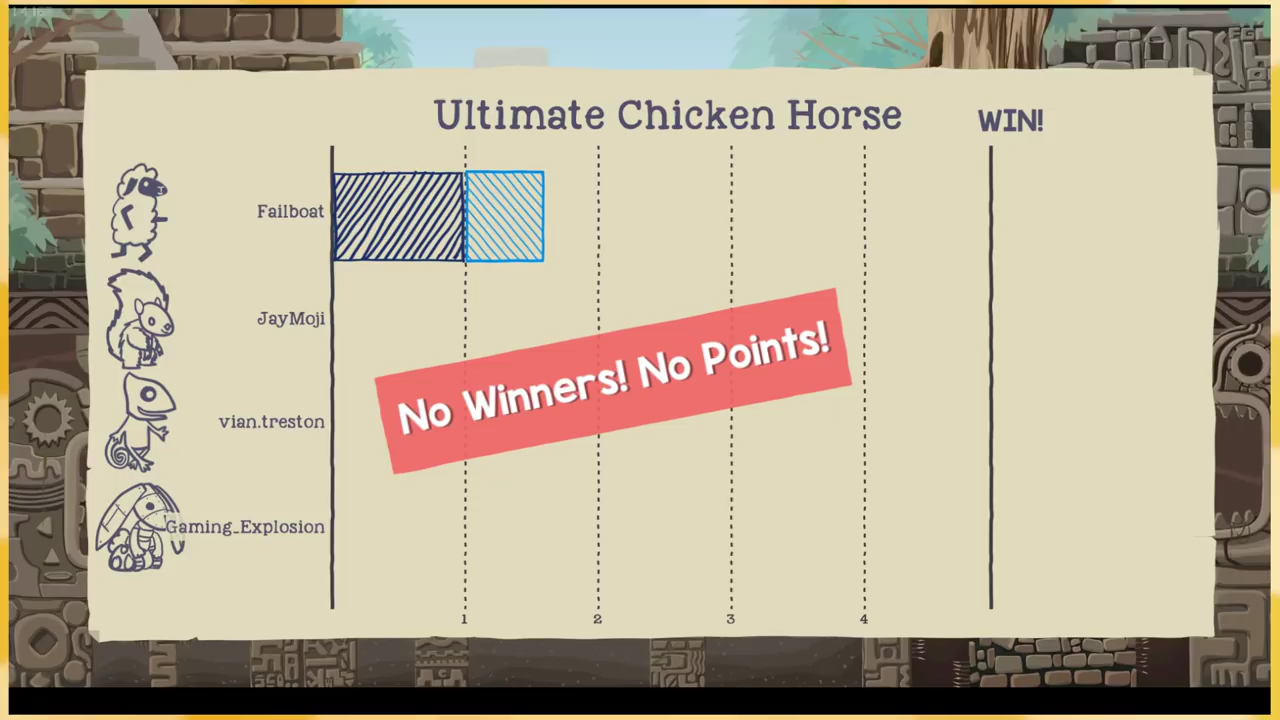 Ultimate Chicken Horse
WIN!
Failboat
JayMoji
No Winners! No Points!
vian.treston
Gaming_Explosion
1 2 3 4